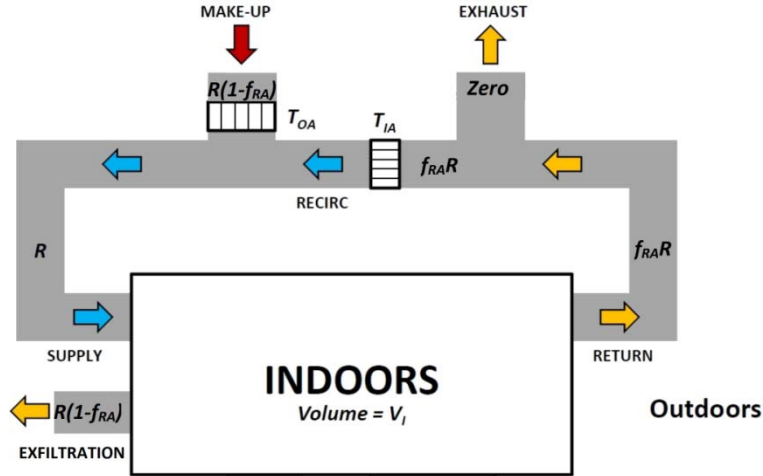 MAKE-UP
EXHAUST
R(1-fRA)
Zero
TOA
TIA
fRAR
RECIRC
R
fRAR
SUPPLY
RETURN
INDOORS
Volume = VI
R(1-fRA)
Outdoors
EXFILTRATION